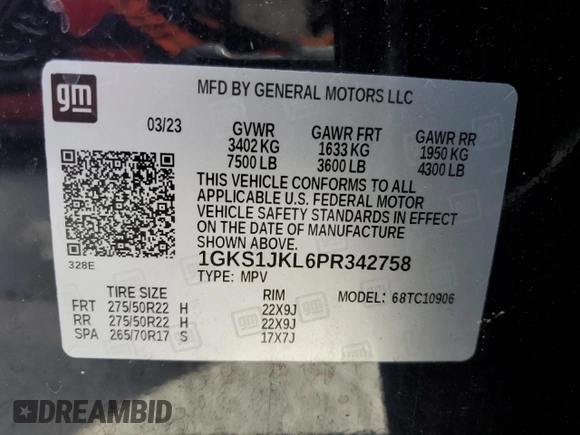 gm
MFD BY GENERAL MOTORS LLC
03/23 GVWR GAWR FRT GAWR RR
3402 KG 1633 KG 1950 KG
7500 LB 3600 LB 4300 LB
THIS VEHICLE CONFORMS TO ALL
APPLICABLE U.S. FEDERAL MOTOR
VEHICLE SAFETY STANDARDS IN EFFECT
ON THE DATE OF MANUFACTURE
SHOWN ABOVE.
328E
1GKS1JKL6PR342758
TYPE: MPV
TIRE SIZE RIM MODEL: 68TC10906
FRT 275/50R22 H 22X9J
RR 275/50R22 H 22X9J
SPA 265/70R17 S 17X7J
DREAMBID